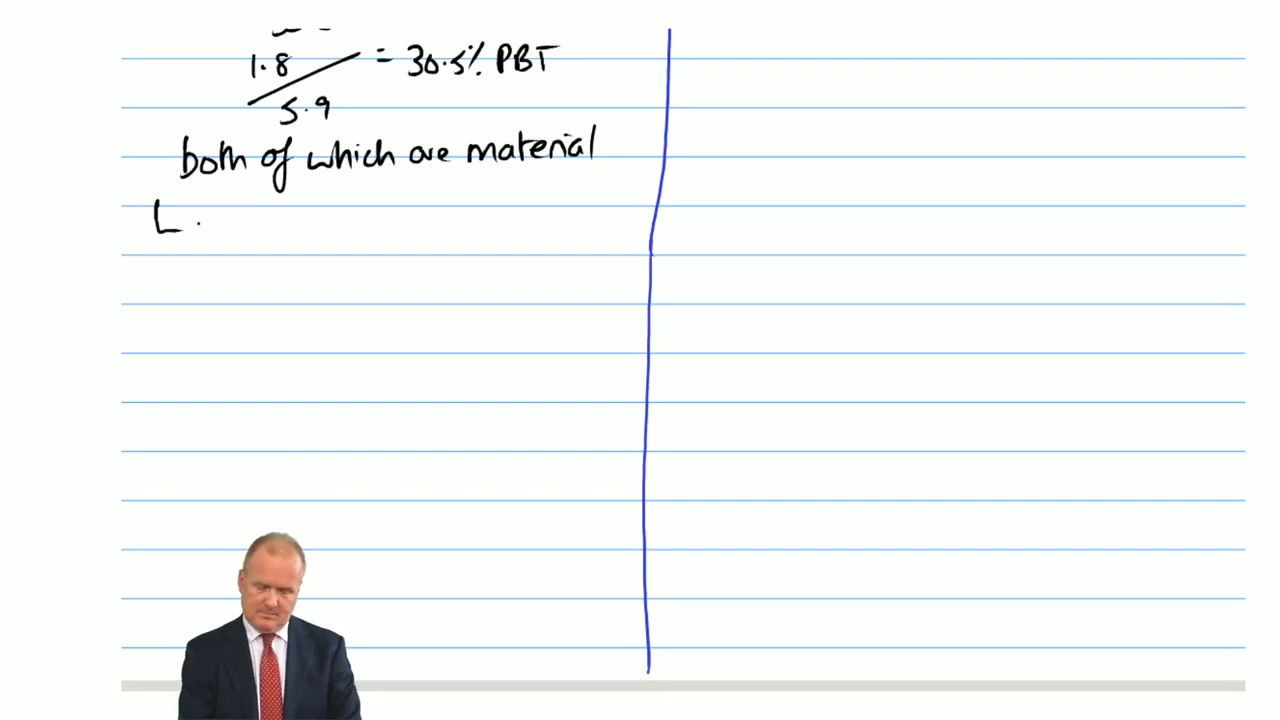 1.8
= 30.5% PBT
5.9
both of which are material
L